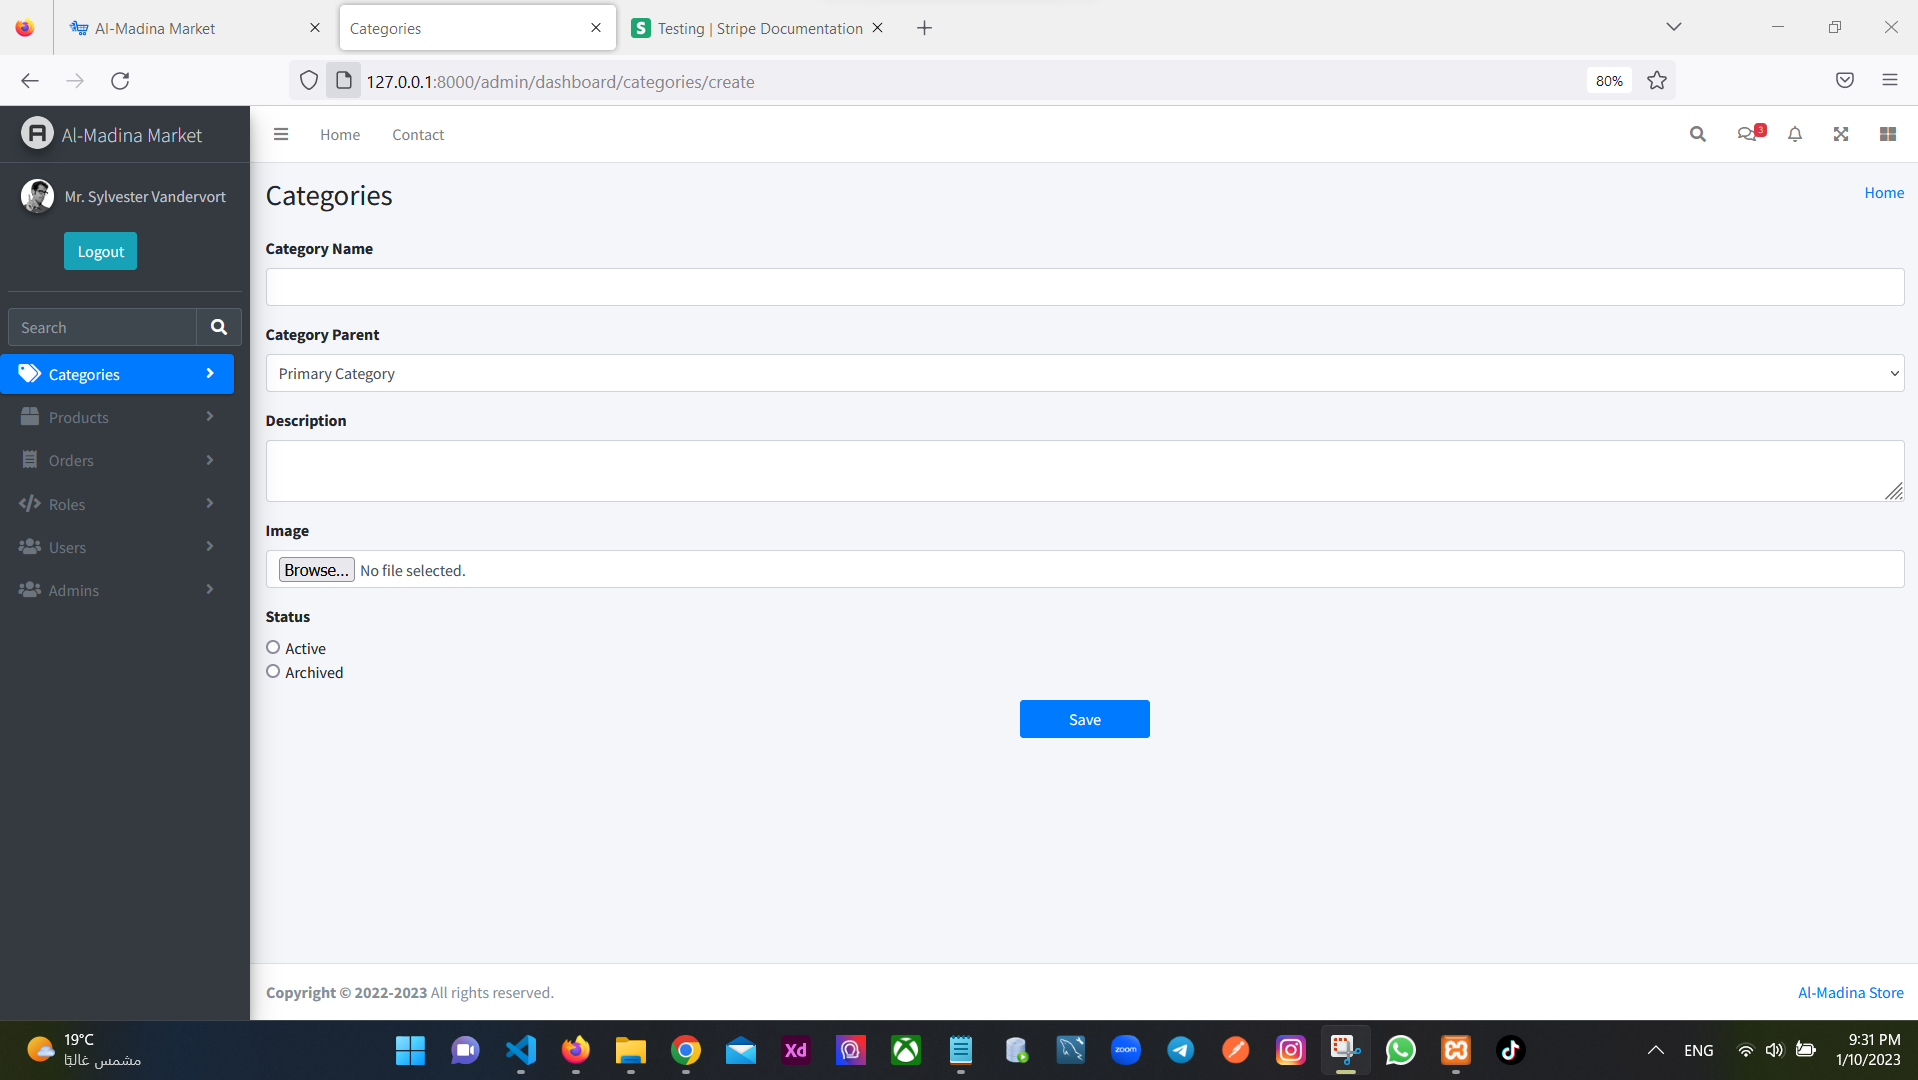 Al-Madina Market
Categories
Testing | Stripe Documentation
127.0.0.1:8000/admin/dashboard/categories/create
80%
Al-Madina Market
Home
Contact
3
Mr. Sylvester Vandervort
Logout
Search
Categories
Products
Orders
Roles
Users
Admins
Categories
Home
Category Name
Category Parent
Primary Category
Description
Image
Browse... No file selected.
Status
Active
Archived
Save
Copyright © 2022-2023 All rights reserved.
Al-Madina Store
19°C
مشمس غالبًا
Xd
zoom
ENG
9:31 PM
1/10/2023